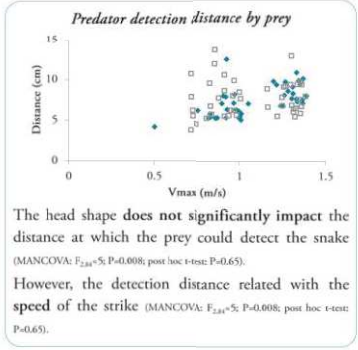 Predator detection distance by prey
15
10
5
0
Distance (cm)
0
0.5
1
1.5
Vmax (m/s)
The head shape does not significantly impact the
distance at which the prey could detect the snake
(MANCOVA: F2,84=5; P=0.008; post hoc t-test: P=0.65).
However, the detection distance related with the
speed of the strike (MANCOVA: F2,84=5; P=0.008; post hoc t-test:
P=0.65).